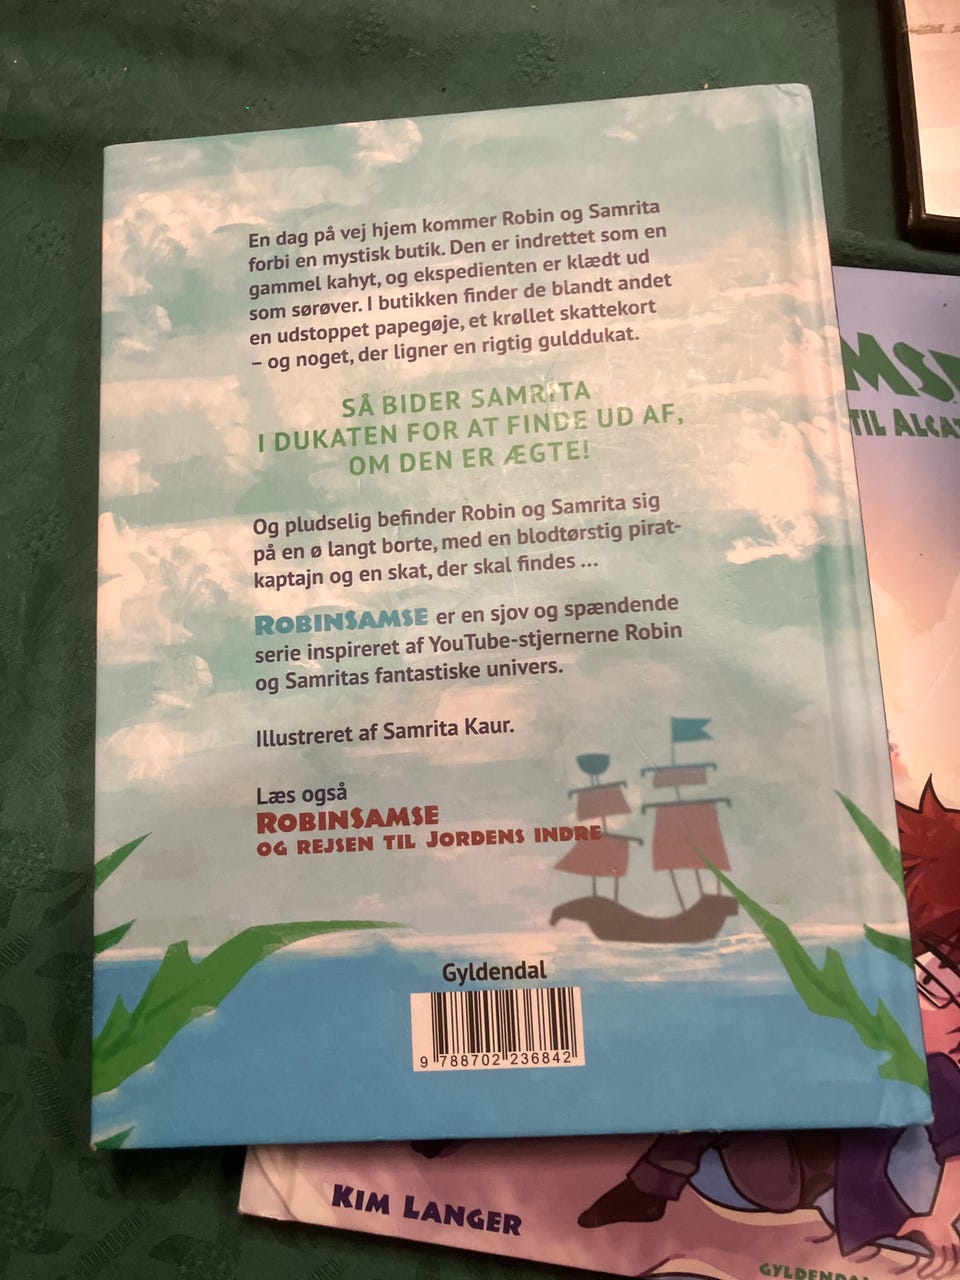 En dag på vej hjem kommer Robin og Samrita
forbi en mystisk butik. Den er indrettet som en
gammel kahyt, og ekspedienten er klædt ud
som sørøver. I butikken finder de blandt andet
en udstoppet papegøje, et krøllet skattekort
– og noget, der ligner en rigtig gulddukat.
SÅ BIDER SAMRITA
I DUKATEN FOR AT FINDE UD AF,
OM DEN ER ÆGTE!
Og pludselig befinder Robin og Samrita sig
på en ø langt borte, med en blodtørstig pirat-
kaptajn og en skat, der skal findes ...
ROBINSAMSE er en sjov og spændende
serie inspireret af YouTube-stjernerne Robin
og Samritas fantastiske univers.
Illustreret af Samrita Kaur.
Læs også
ROBINSAMSE
OG REJSEN TIL JORDENS INDRE
Gyldendal
9 788702 236842
TIL
KIM LANGER